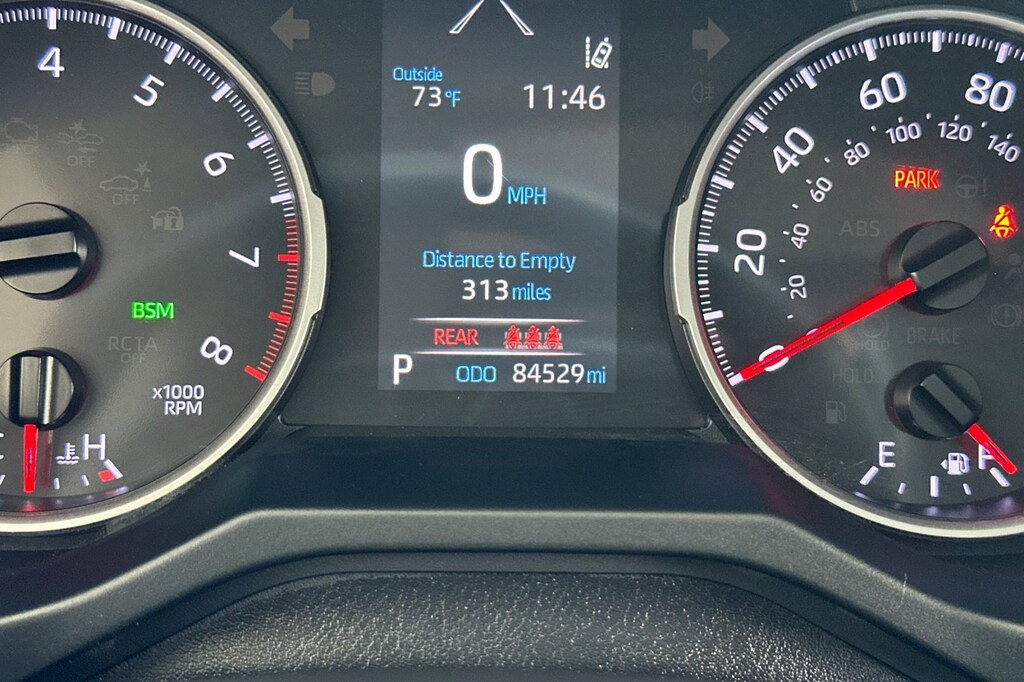 4
5
6
7
8
x1000
RPM
OFF
OFF
BSM
RCTA
OFF
H
Outside
73°F
11:46
0 MPH
Distance to Empty
313 miles
REAR
P
ODO 84529 mi
0
20
40
60
80
20
40
60
80
100
120
140
PARK
ABS
BRAKE
HOLD
HOLD
E
F